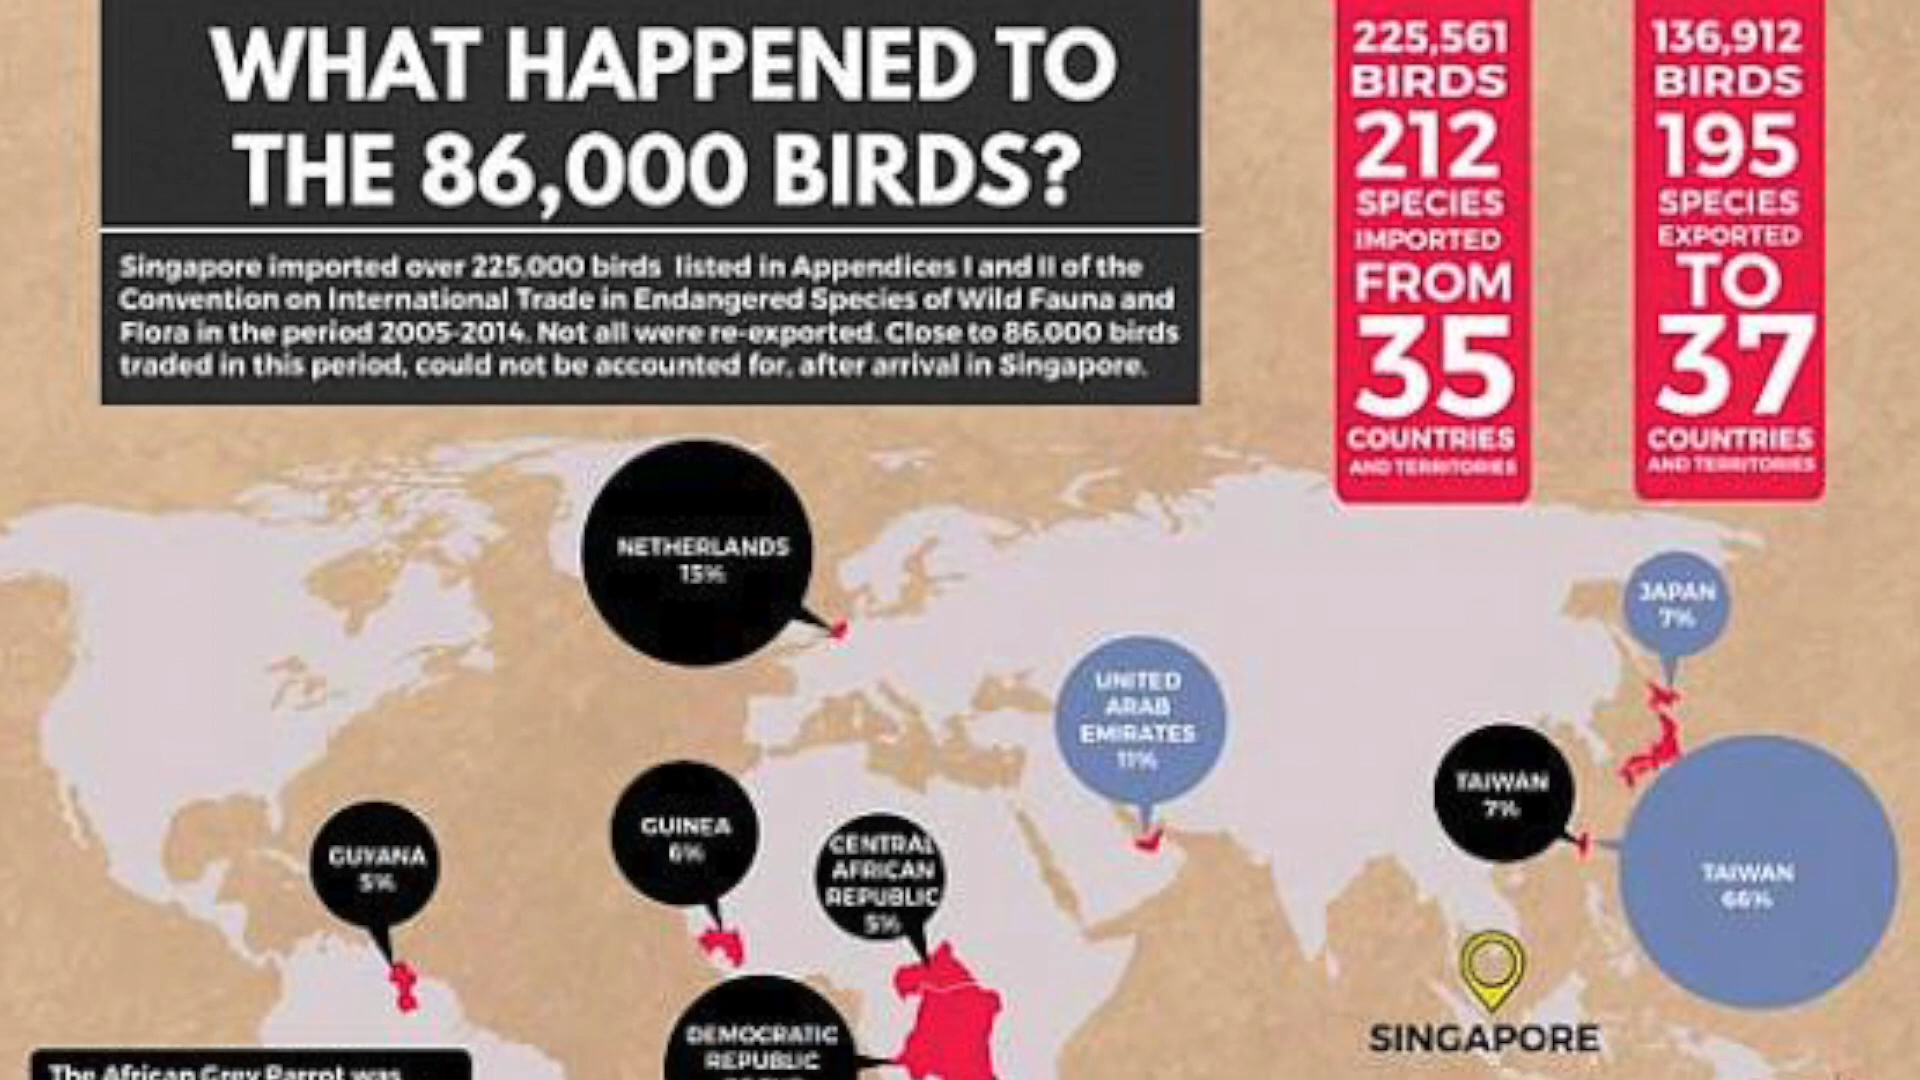 WHAT HAPPENED TO
THE 86,000 BIRDS?
Singapore imported over 225,000 birds listed in Appendices I and II of the
Convention on International Trade in Endangered Species of Wild Fauna and
Flora in the period 2005-2014. Not all were re-exported. Close to 86,000 birds
traded in this period, could not be accounted for, after arrival in Singapore.
225,561
BIRDS
212
SPECIES
IMPORTED
FROM
35
COUNTRIES
AND TERRITORIES
136,912
BIRDS
195
SPECIES
EXPORTED
TO
37
COUNTRIES
AND TERRITORIES
NETHERLANDS
15%
JAPAN
7%
UNITED
ARAB
EMIRATES
11%
TAIWAN
7%
GUINEA
6%
CENTRAL
AFRICAN
REPUBLIC
5%
GUYANA
5%
TAIWAN
66%
DEMOCRATIC
REPUBLIC
SINGAPORE
The African Grey Parrot was